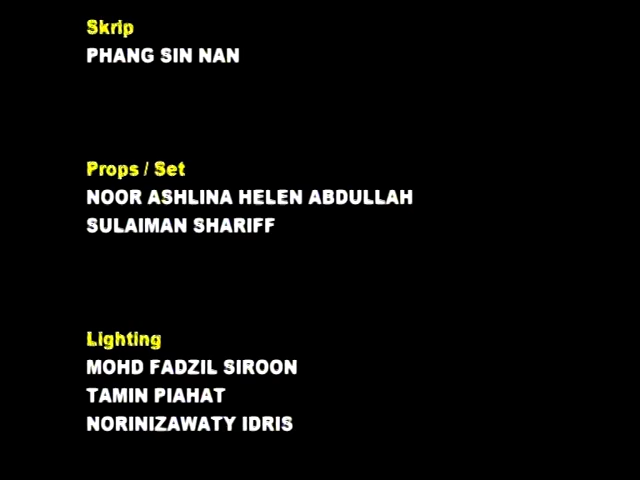 Skrip
PHANG SIN NAN
Props / Set
NOOR ASHLINA HELEN ABDULLAH
SULAIMAN SHARIFF
Lighting
MOHD FADZIL SIROON
TAMIN PIAHAT
NORINIZAWATY IDRIS